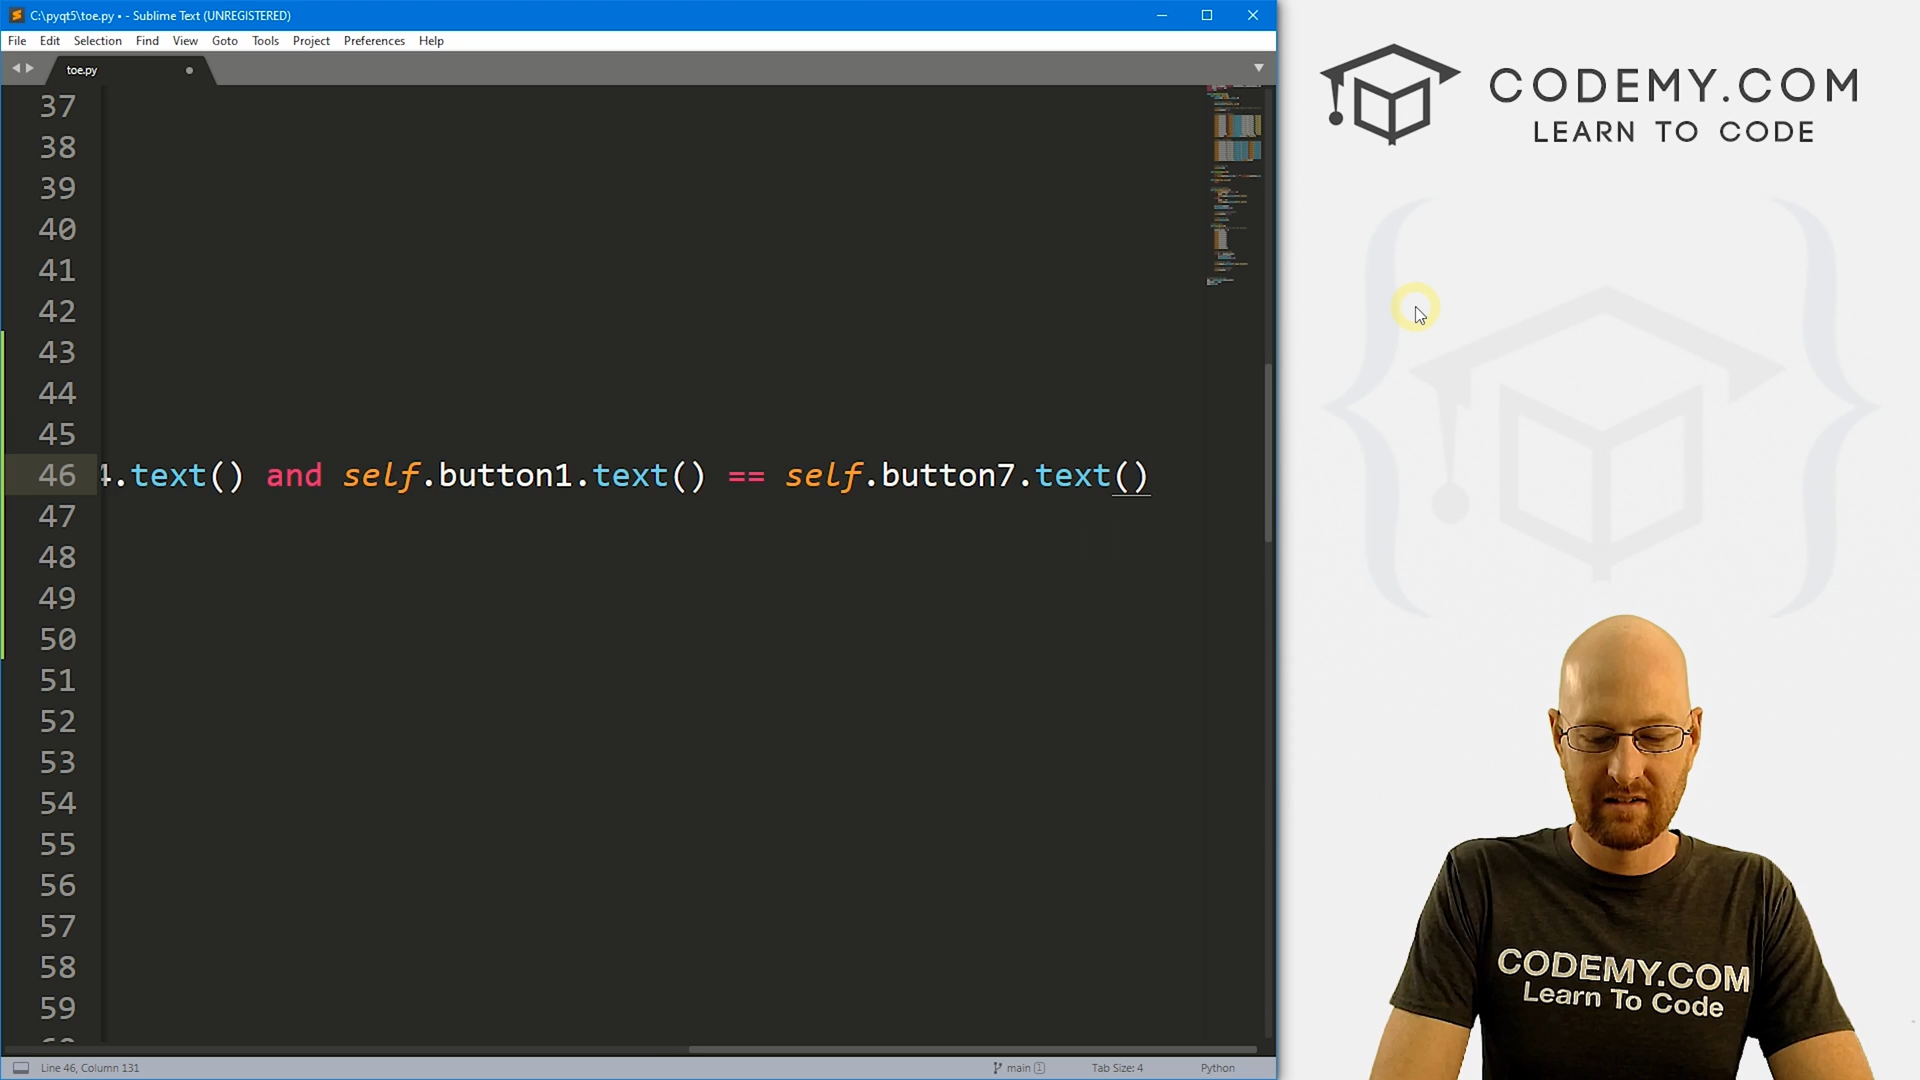 C:\pyqt5\toe.py • - Sublime Text (UNREGISTERED)
File Edit Selection Find View Goto Tools Project Preferences Help
toe.py
37
38
39
40
41
42
43
44
45
46 4.text() and self.button1.text() == self.button7.text()
47
48
49
50
51
52
53
54
55
56
57
58
59
Line 46, Column 131
main 1
Tab Size: 4
Python
CODEMY.COM
LEARN TO CODE
CODEMY.COM
Learn To Code